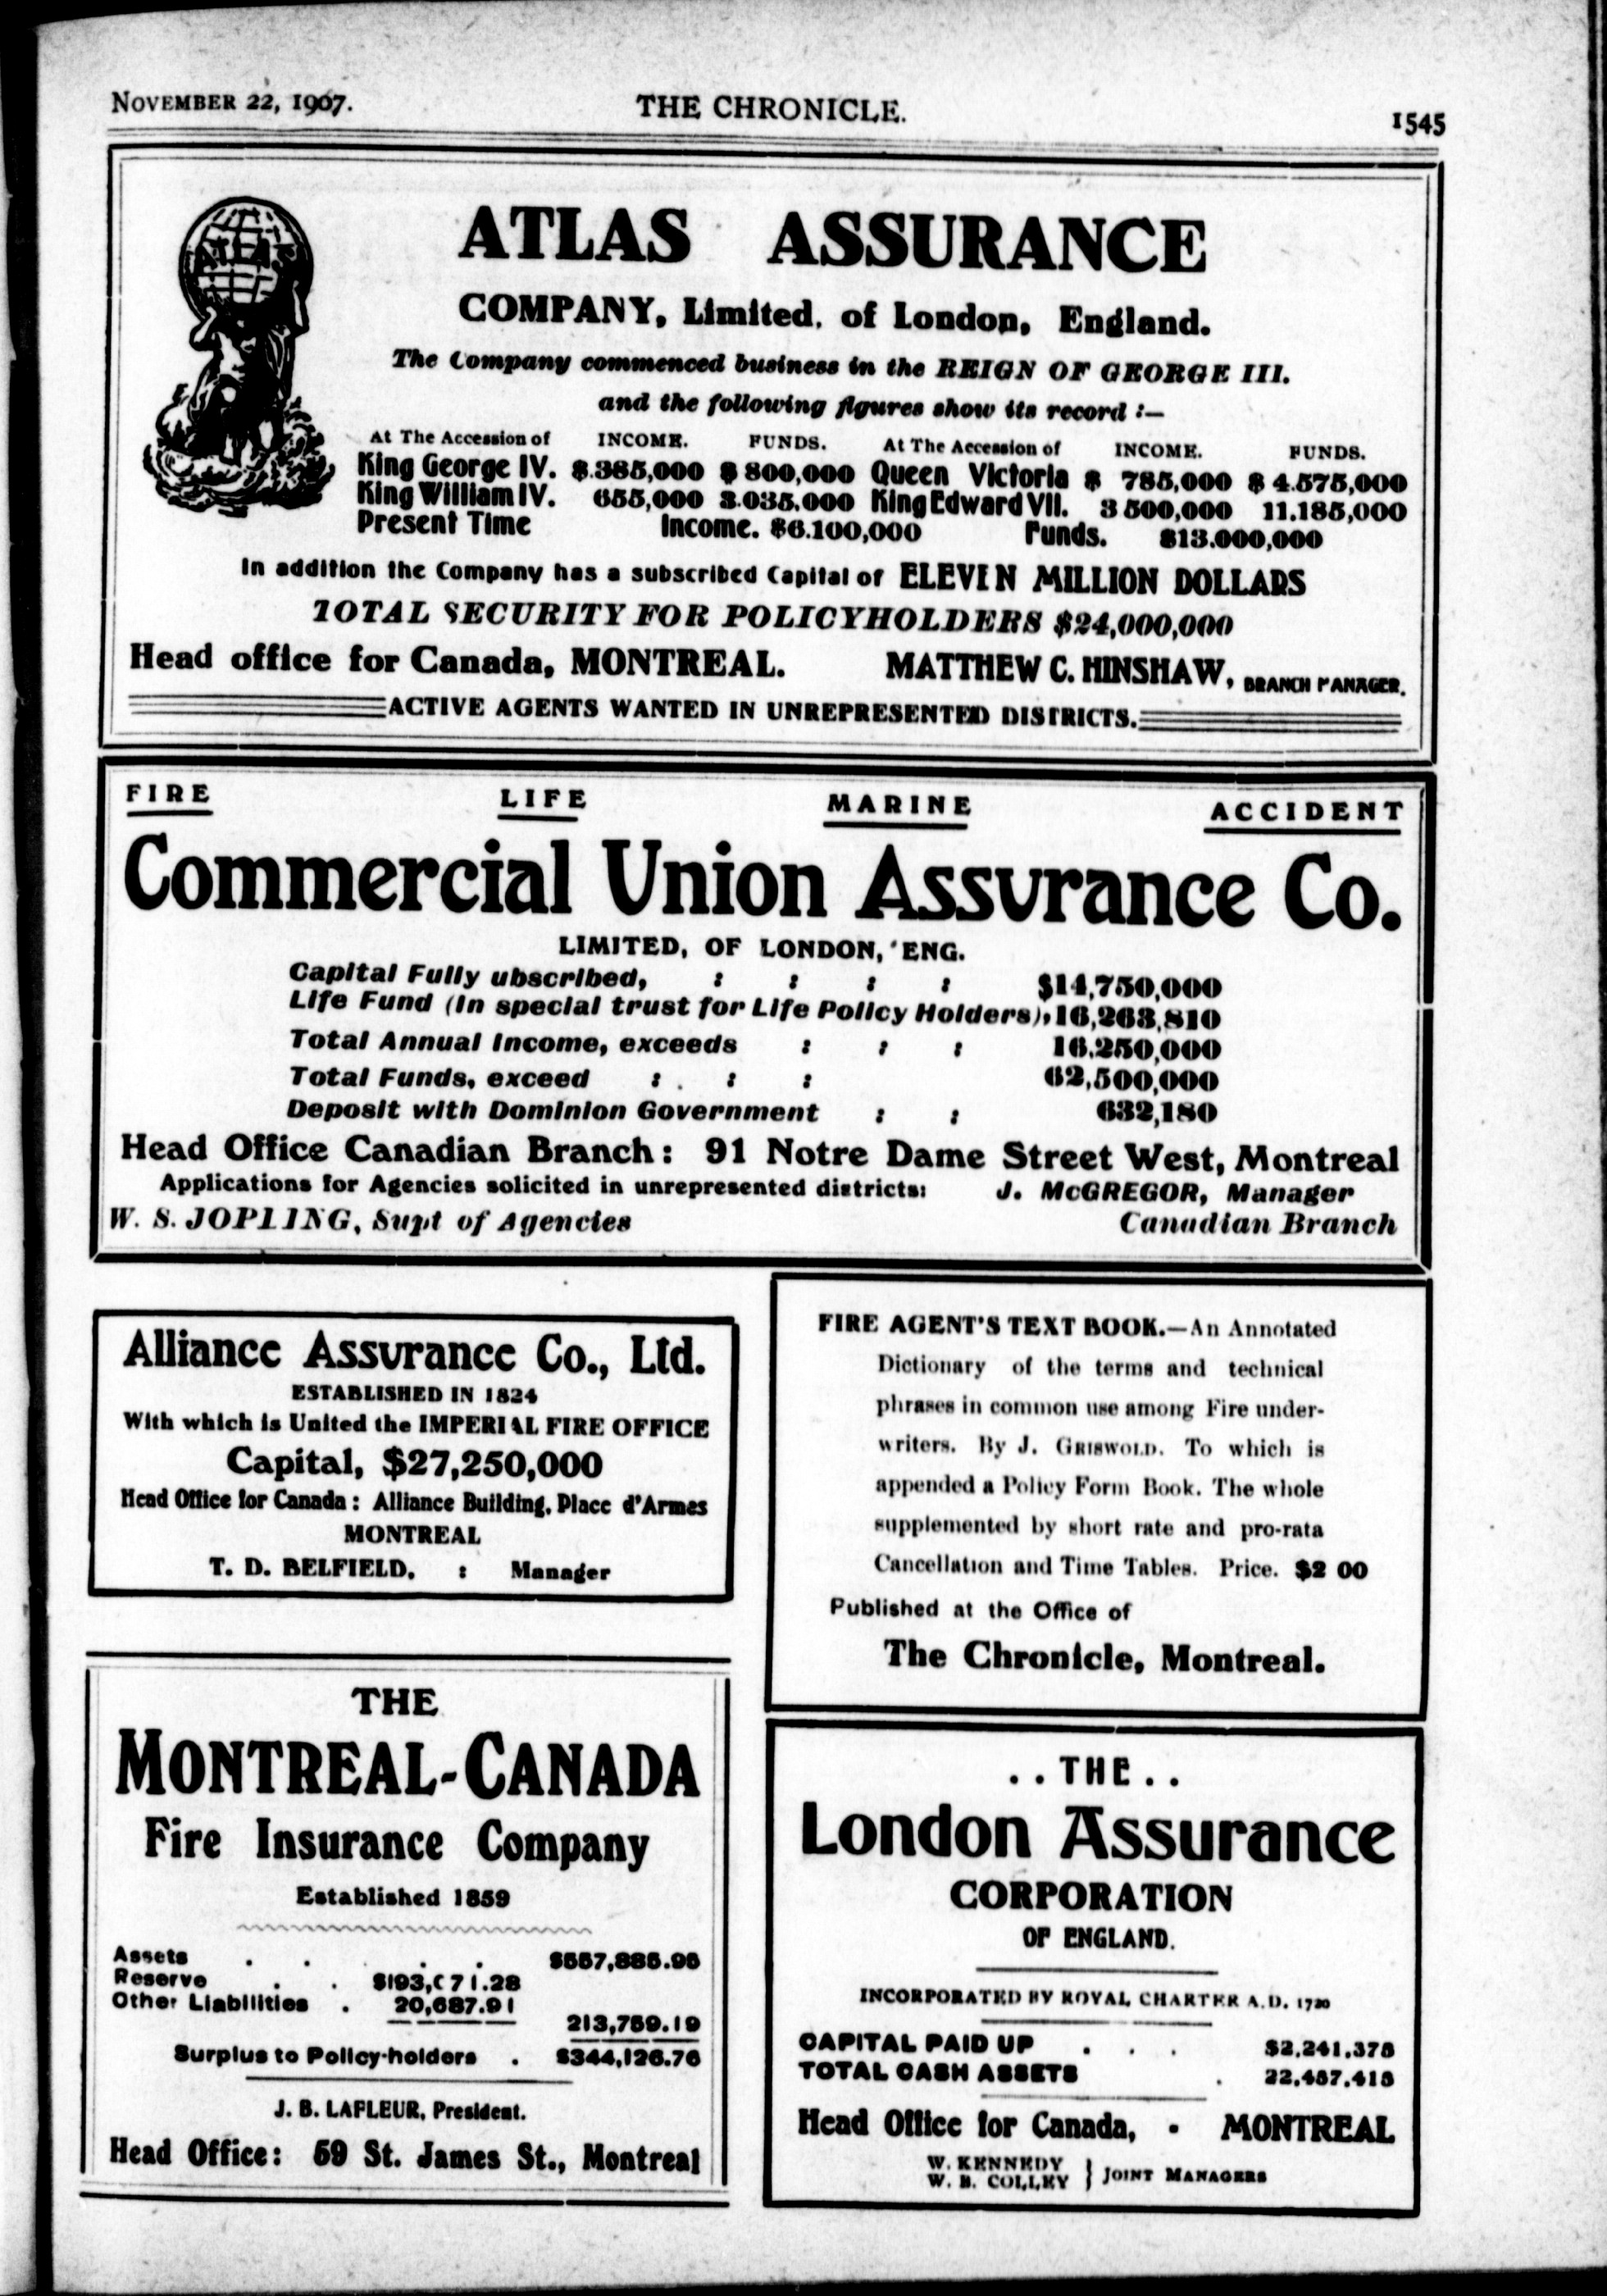 NOVEMBER 22, 1907.
THE CHRONICLE.
1545
ATLAS
ATLAS ASSURANCE
COMPANY, Limited, of London, England.
The Company commenced business in the REIGN OF GEORGE III.
and the following figures show its record :—
At The Accession of INCOME. FUNDS. At The Accession of INCOME. FUNDS.
King George IV. $.385,000 $ 800,000 Queen Victoria $ 785,000 $ 4.575,000
King William IV. 655,000 3.035,000 King Edward VII. 3 500,000 11.185,000
Present Time Income. $6.100,000 Funds. $13.000,000
In addition the Company has a subscribed Capital of ELEVEN MILLION DOLLARS
TOTAL SECURITY FOR POLICYHOLDERS $24,000,000
Head office for Canada, MONTREAL. MATTHEW C. HINSHAW, BRANCH MANAGER.
ACTIVE AGENTS WANTED IN UNREPRESENTED DISTRICTS.
FIRE LIFE MARINE ACCIDENT
Commercial Union Assurance Co.
LIMITED, OF LONDON, ENG.
Capital Fully ubscribed, : : : : $14,750,000
Life Fund (In special trust for Life Policy Holders), 16,263,810
Total Annual Income, exceeds : : : 16,250,000
Total Funds, exceed : . : : 62,500,000
Deposit with Dominion Government : : 632,180
Head Office Canadian Branch: 91 Notre Dame Street West, Montreal
Applications for Agencies solicited in unrepresented districts: J. McGREGOR, Manager
W. S. JOPLING, Supt of Agencies Canadian Branch
Alliance Assurance Co., Ltd.
ESTABLISHED IN 1824
With which is United the IMPERIAL FIRE OFFICE
Capital, $27,250,000
Head Office for Canada : Alliance Building, Place d'Armes
MONTREAL
T. D. BELFIELD. : Manager
FIRE AGENT'S TEXT BOOK.—An Annotated
Dictionary of the terms and technical
phrases in common use among Fire under-
writers. By J. GRISWOLD. To which is
appended a Policy Form Book. The whole
supplemented by short rate and pro-rata
Cancellation and Time Tables. Price. $2 00
Published at the Office of
The Chronicle, Montreal.
THE
MONTREAL-CANADA
Fire Insurance Company
Established 1859
Assets . . . . $557,885.95
Reserve . . $193,071.28
Other Liabilities . 20,687.91
213,759.19
Surplus to Policy-holders . $344,126.76
J. B. LAFLEUR, President.
Head Office: 59 St. James St., Montreal
..THE..
London Assurance
CORPORATION
OF ENGLAND.
INCORPORATED BY ROYAL CHARTER A.D. 1720
CAPITAL PAID UP . . . $2,241,375
TOTAL CASH ASSETS . 22,457,415
Head Office for Canada, - MONTREAL
W. KENNEDY
W. B. COLLEY } JOINT MANAGERS